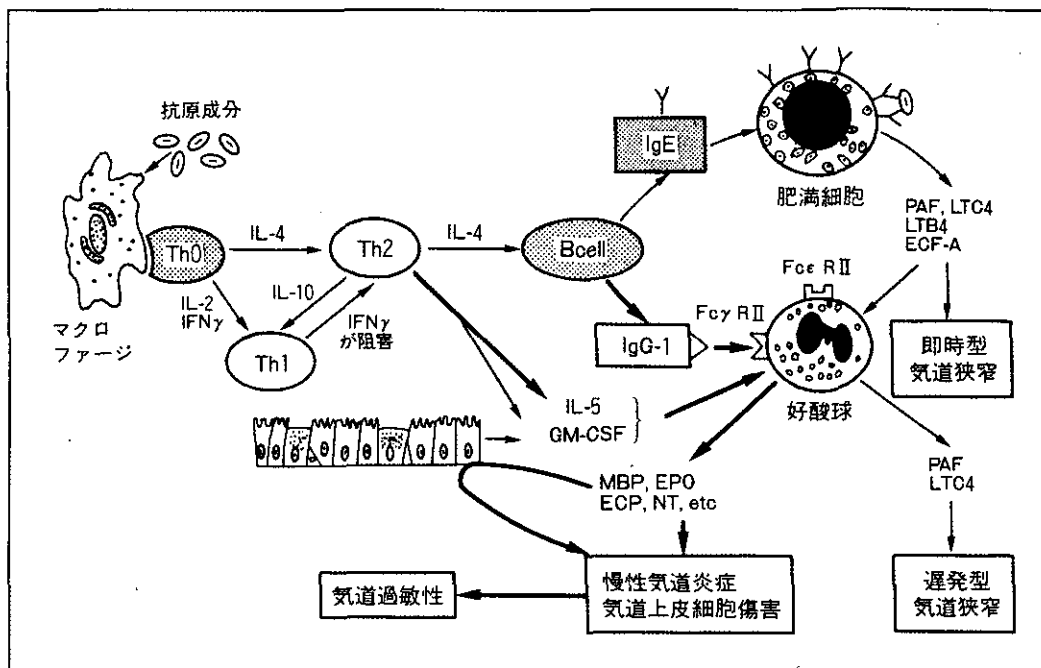 抗原成分
マクロ
ファージ
Th0
IL-4
IL-2
IFNγ
Th1
Th2
IL-10
IFNγ
が阻害
IL-4
Bcell
IgE
肥満細胞
PAF, LTC4
LTB4
ECF-A
即時型
気道狭窄
IgG-1
Fcγ RⅡ
Fcε RⅡ
好酸球
IL-5
GM-CSF
MBP, EPO
ECP, NT, etc
PAF
LTC4
遅発型
気道狭窄
慢性気道炎症
気道上皮細胞傷害
気道過敏性